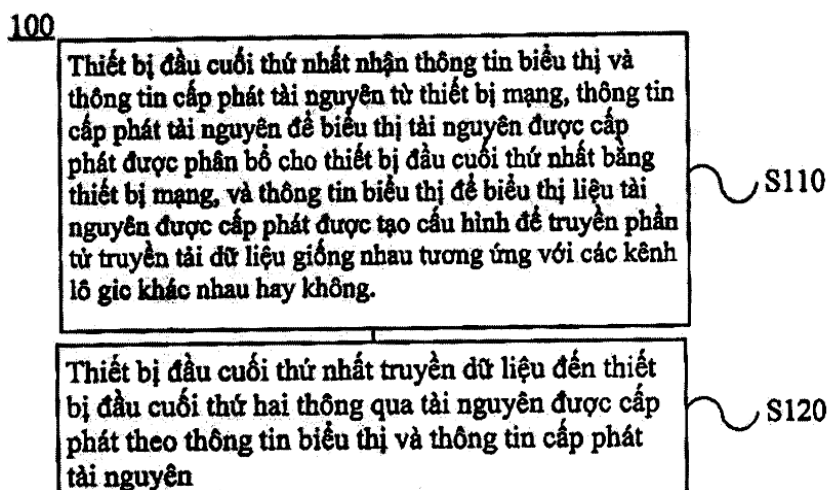 100
Thiết bị đầu cuối thứ nhất nhận thông tin biểu thị và
thông tin cấp phát tài nguyên từ thiết bị mạng, thông tin
cấp phát tài nguyên để biểu thị tài nguyên được cấp
phát được phân bổ cho thiết bị đầu cuối thứ nhất bằng
thiết bị mạng, và thông tin biểu thị để biểu thị liệu tài
nguyên được cấp phát được tạo cấu hình để truyền phần
tử truyền tải dữ liệu giống nhau tương ứng với các kênh
lô gic khác nhau hay không.
S110
Thiết bị đầu cuối thứ nhất truyền dữ liệu đến thiết
bị đầu cuối thứ hai thông qua tài nguyên được cấp
phát theo thông tin biểu thị và thông tin cấp phát
tài nguyên
S120